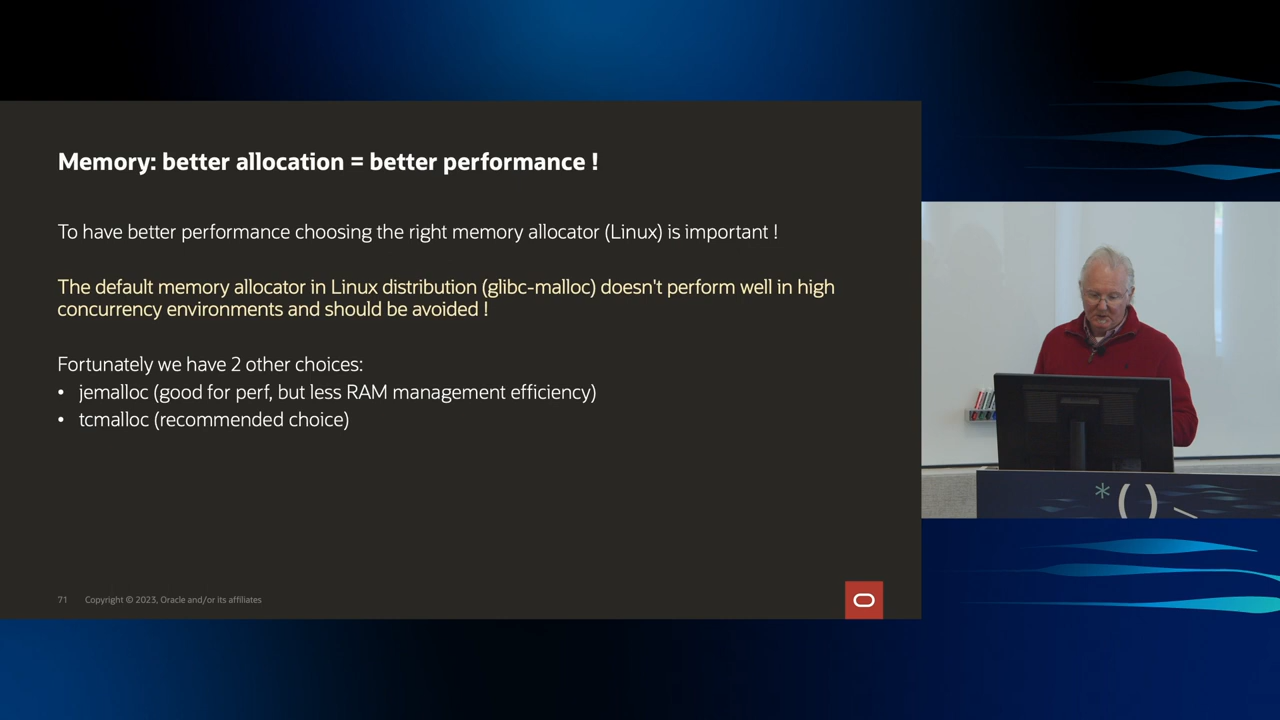 Memory: better allocation = better performance !
To have better performance choosing the right memory allocator (Linux) is important !
The default memory allocator in Linux distribution (glibc-malloc) doesn't perform well in high
concurrency environments and should be avoided !
Fortunately we have 2 other choices:
• jemalloc (good for perf, but less RAM management efficiency)
• tcmalloc (recommended choice)
71 Copyright © 2023, Oracle and/or its affiliates
*()~